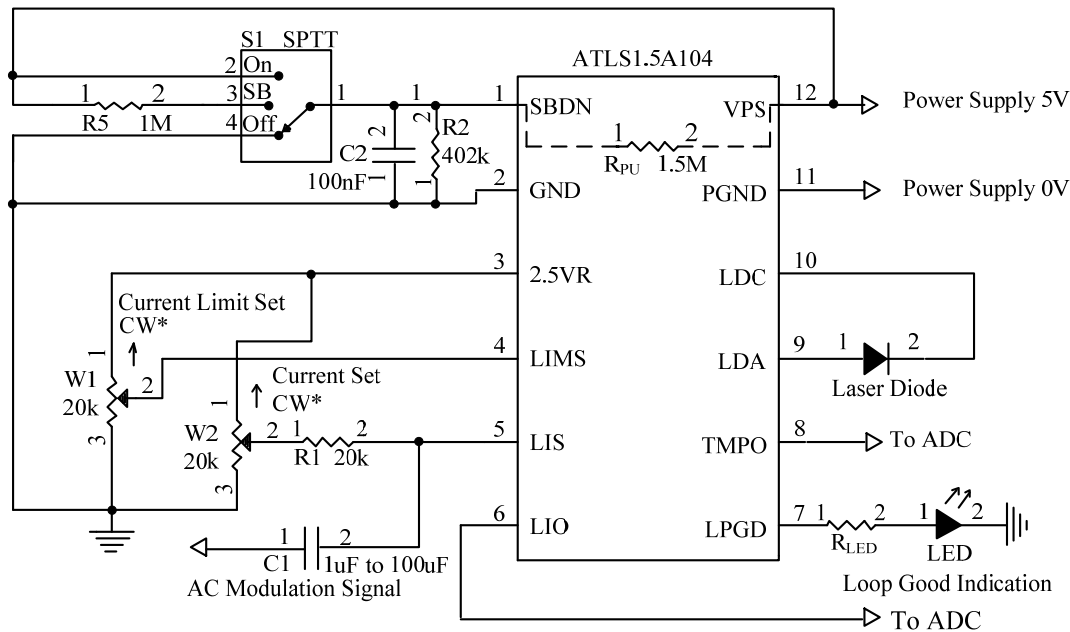 S1 SPTT
ATLS1.5A104
2 On
1 2 3 SB
R5 1M
4 Off
1
1
2
2
C2
100nF
1
R2
402k
1
1 SBDN
VPS 12
Power Supply 5V
1 2
RPU 1.5M
2 GND
PGND 11
Power Supply 0V
3 2.5VR
LDC 10
Current Limit Set
CW*
1
W1
20k
2
3
4 LIMS
LDA 9
1 2
Laser Diode
Current Set
CW*
1
W2
20k
2
3
1 2
R1 20k
5 LIS
TMPO 8
To ADC
6 LIO
LPGD 7
1 2
RLED
1 2
LED
Loop Good Indication
1 2
C1 1uF to 100uF
AC Modulation Signal
To ADC